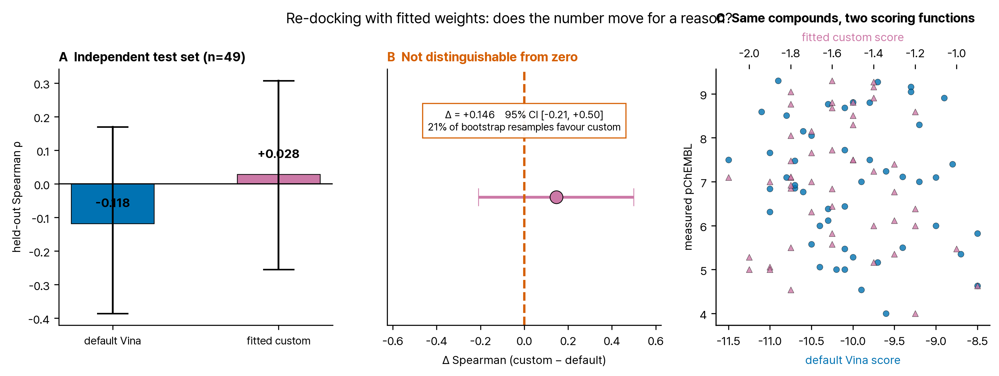 Re-docking with fitted weights: does the number move for a reason?
A Independent test set (n=49)
held-out Spearman ρ
0.3
0.2
0.1
0.0
-0.1
-0.2
-0.3
-0.4
-0.118
+0.028
default Vina
fitted custom
B Not distinguishable from zero
Δ = +0.146 95% CI [-0.21, +0.50]
21% of bootstrap resamples favour custom
-0.6 -0.4 -0.2 0.0 0.2 0.4 0.6
Δ Spearman (custom − default)
C Same compounds, two scoring functions
fitted custom score
-2.0 -1.8 -1.6 -1.4 -1.2 -1.0
measured pChEMBL
9
8
7
6
5
4
-11.5 -11.0 -10.5 -10.0 -9.5 -9.0 -8.5
default Vina score